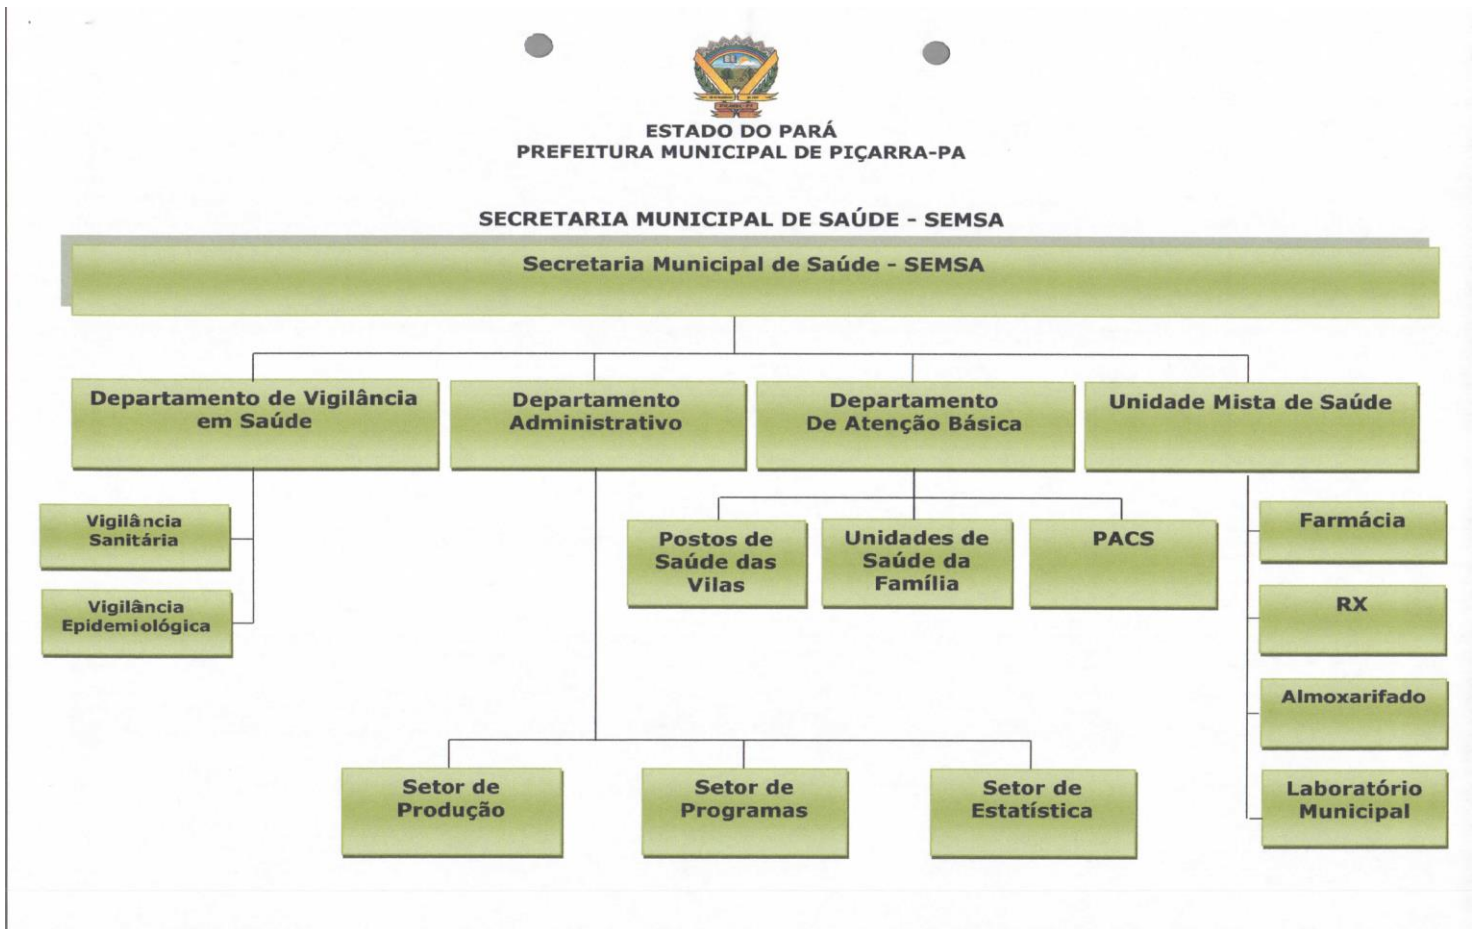 ESTADO DO PARÁ
PREFEITURA MUNICIPAL DE PIÇARRA-PA
SECRETARIA MUNICIPAL DE SAÚDE - SEMSA
Secretaria Municipal de Saúde - SEMSA
Departamento de Vigilância
em Saúde
Departamento
Administrativo
Departamento
De Atenção Básica
Unidade Mista de Saúde
Vigilância
Sanitária
Vigilância
Epidemiológica
Postos de
Saúde das
Vilas
Unidades de
Saúde da
Família
PACS
Farmácia
RX
Almoxarifado
Laboratório
Municipal
Setor de
Produção
Setor de
Programas
Setor de
Estatística